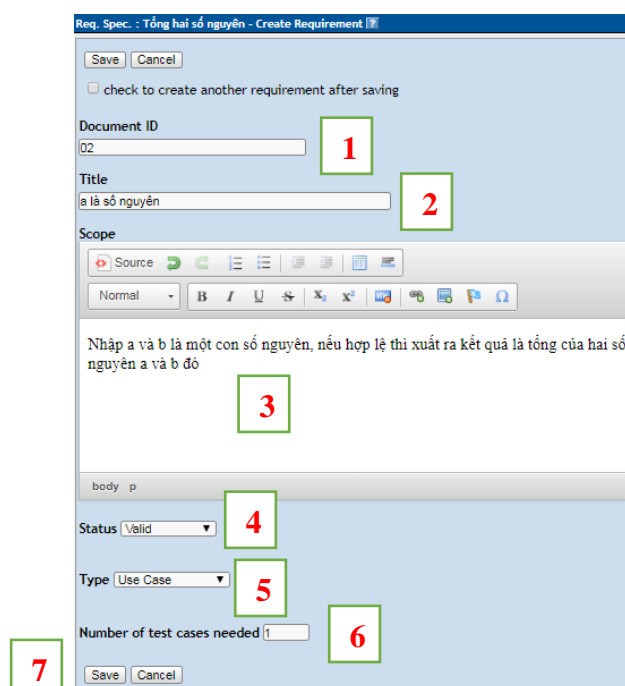 Req. Spec. : Tổng hai số nguyên - Create Requirement ?
Save Cancel
check to create another requirement after saving
Document ID
02
1
Title
a là số nguyên
2
Scope
Source
Normal B I U S X₂ X² Ω
Nhập a và b là một con số nguyên, nếu hợp lệ thì xuất ra kết quả là tổng của hai số
nguyên a và b đó
3
body p
Status Valid
4
Type Use Case
5
Number of test cases needed 1
6
7
Save Cancel